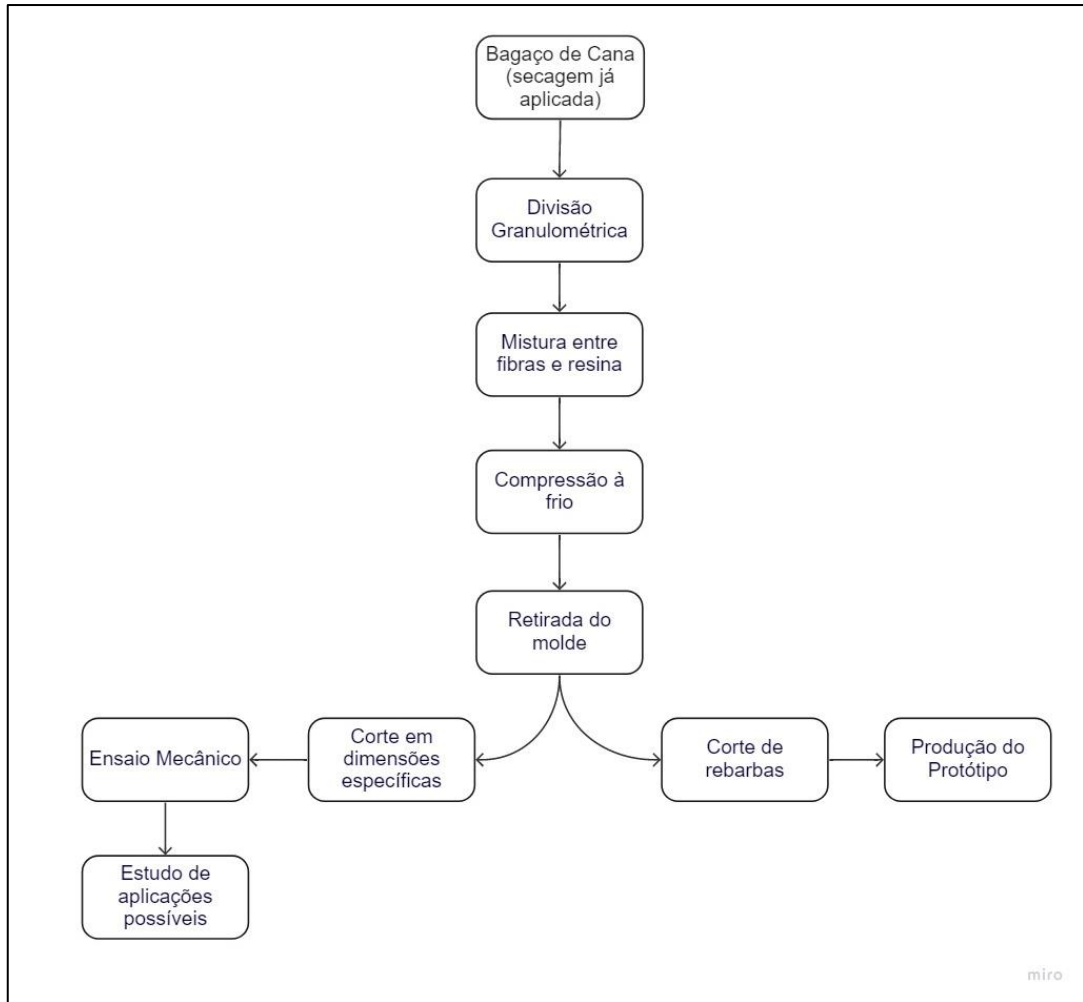 Bagaço de Cana
(secagem já
aplicada)
Divisão
Granulométrica
Mistura entre
fibras e resina
Compressão à
frio
Retirada do
molde
Ensaio Mecânico
Corte em
dimensões
específicas
Corte de
rebarbas
Produção do
Protótipo
Estudo de
aplicações
possíveis
miro